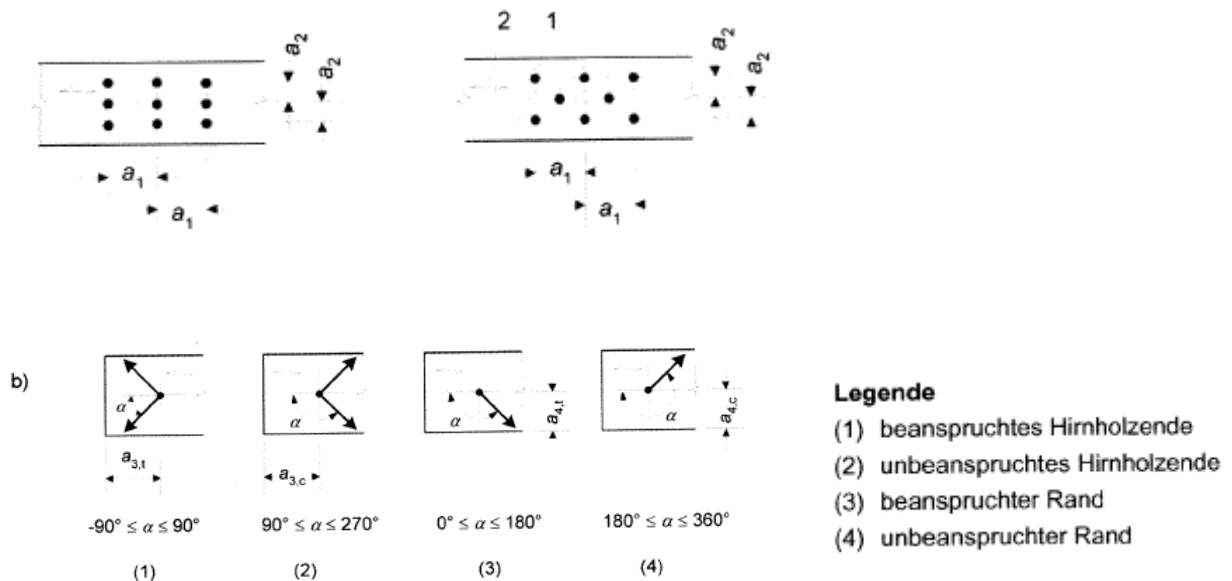 2 1
a₂
a₂
a₂
a₂
a₁
a₁
a₁
a₁
b)
α
α
α
α
a₄,t
a₄,c
a₃,t
a₃,c
-90° ≤ α ≤ 90°
90° ≤ α ≤ 270°
0° ≤ α ≤ 180°
180° ≤ α ≤ 360°
(1)
(2)
(3)
(4)
Legende
(1) beanspruchtes Hirnholzende
(2) unbeanspruchtes Hirnholzende
(3) beanspruchter Rand
(4) unbeanspruchter Rand